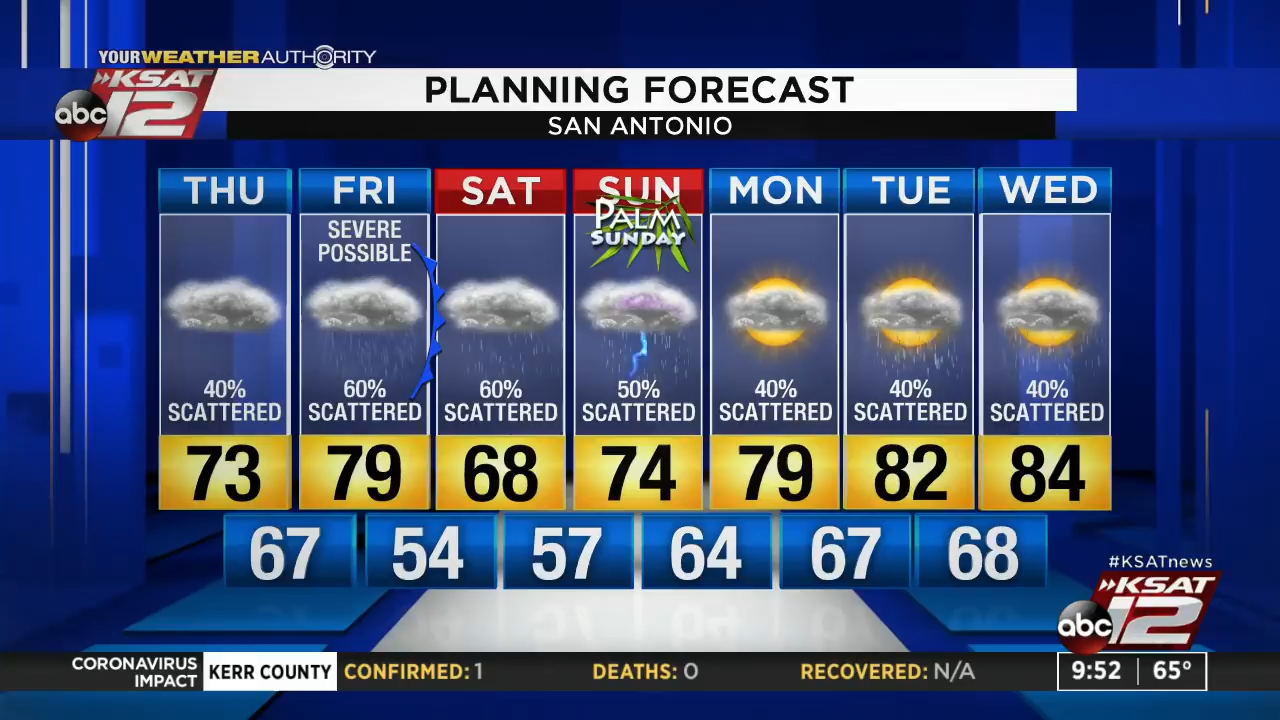 YOURWEATHERAUTHORITY
KSAT
abc 12
PLANNING FORECAST
SAN ANTONIO
THU FRI SAT SUN MON TUE WED
SEVERE
POSSIBLE
PALM
SUNDAY
40% 60% 60% 50% 40% 40% 40%
SCATTERED SCATTERED SCATTERED SCATTERED SCATTERED SCATTERED SCATTERED
73 79 68 74 79 82 84
67 54 57 64 67 68
#KSATnews
KSAT
abc 12
CORONAVIRUS
IMPACT
KERR COUNTY CONFIRMED: 1 DEATHS: 0 RECOVERED: N/A
9:52 65°